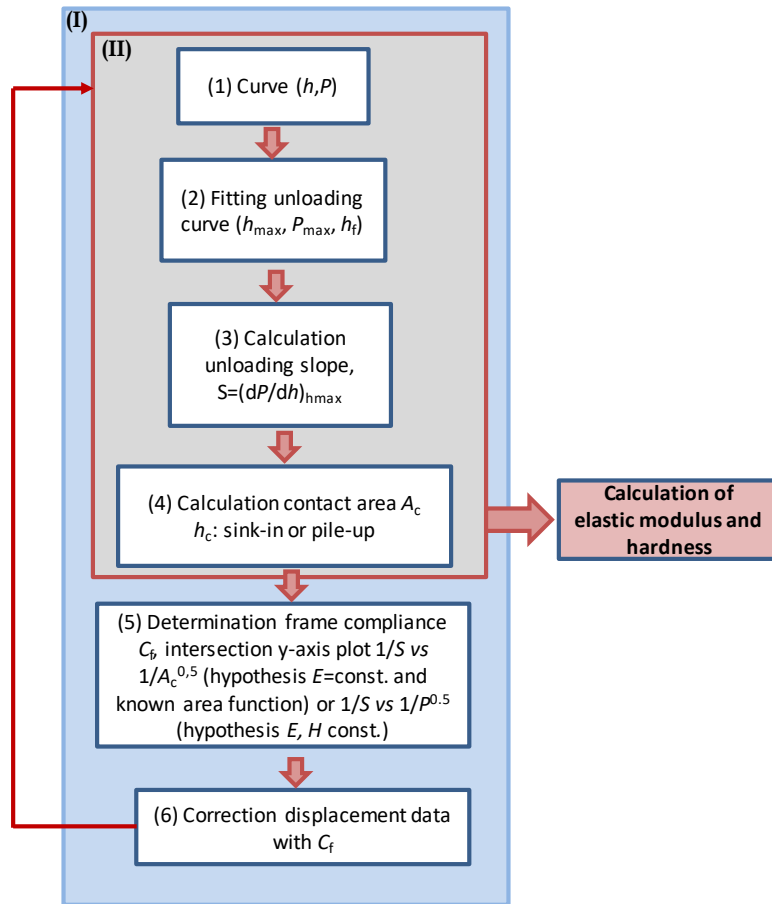 (I)
(II)
(1) Curve (h,P)
(2) Fitting unloading
curve (hmax, Pmax, hf)
(3) Calculation
unloading slope,
S=(dP/dh)hmax
(4) Calculation contact area Ac
hc: sink-in or pile-up
Calculation of
elastic modulus and
hardness
(5) Determination frame compliance
Cf, intersection y-axis plot 1/S vs
1/Ac0,5 (hypothesis E=const. and
known area function) or 1/S vs 1/P0.5
(hypothesis E, H const.)
(6) Correction displacement data
with Cf